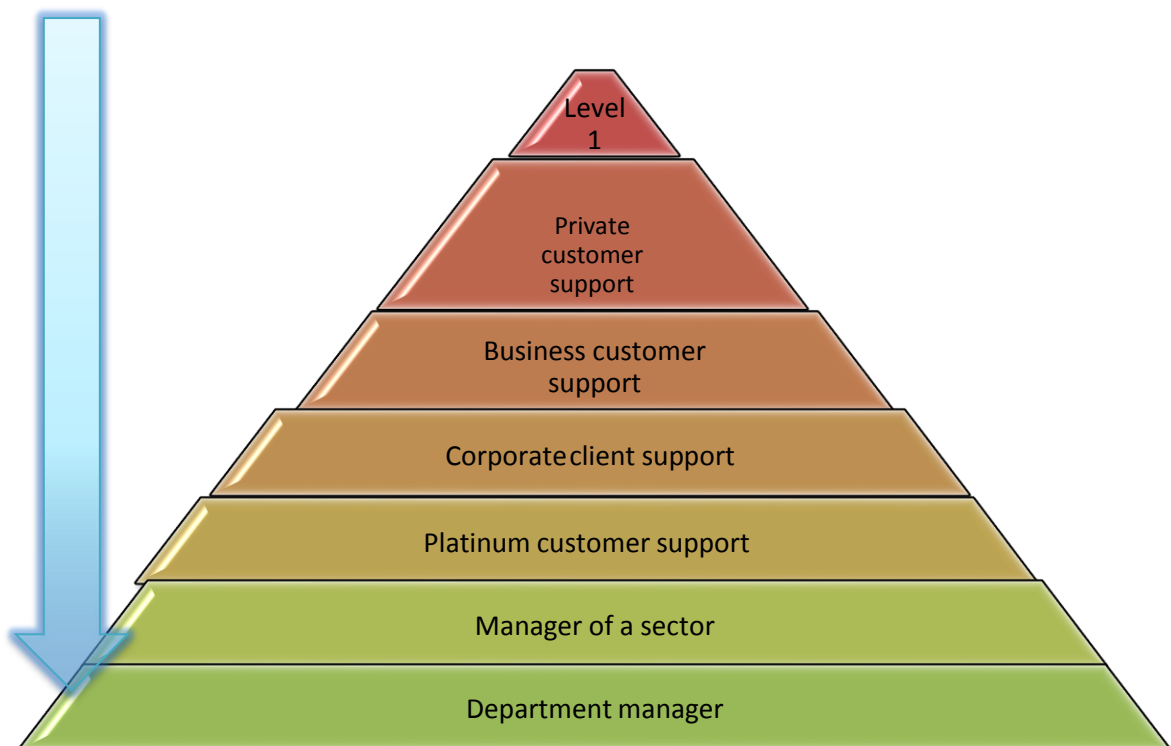 Level
1
Private
customer
support
Business customer
support
Corporate client support
Platinum customer support
Manager of a sector
Department manager